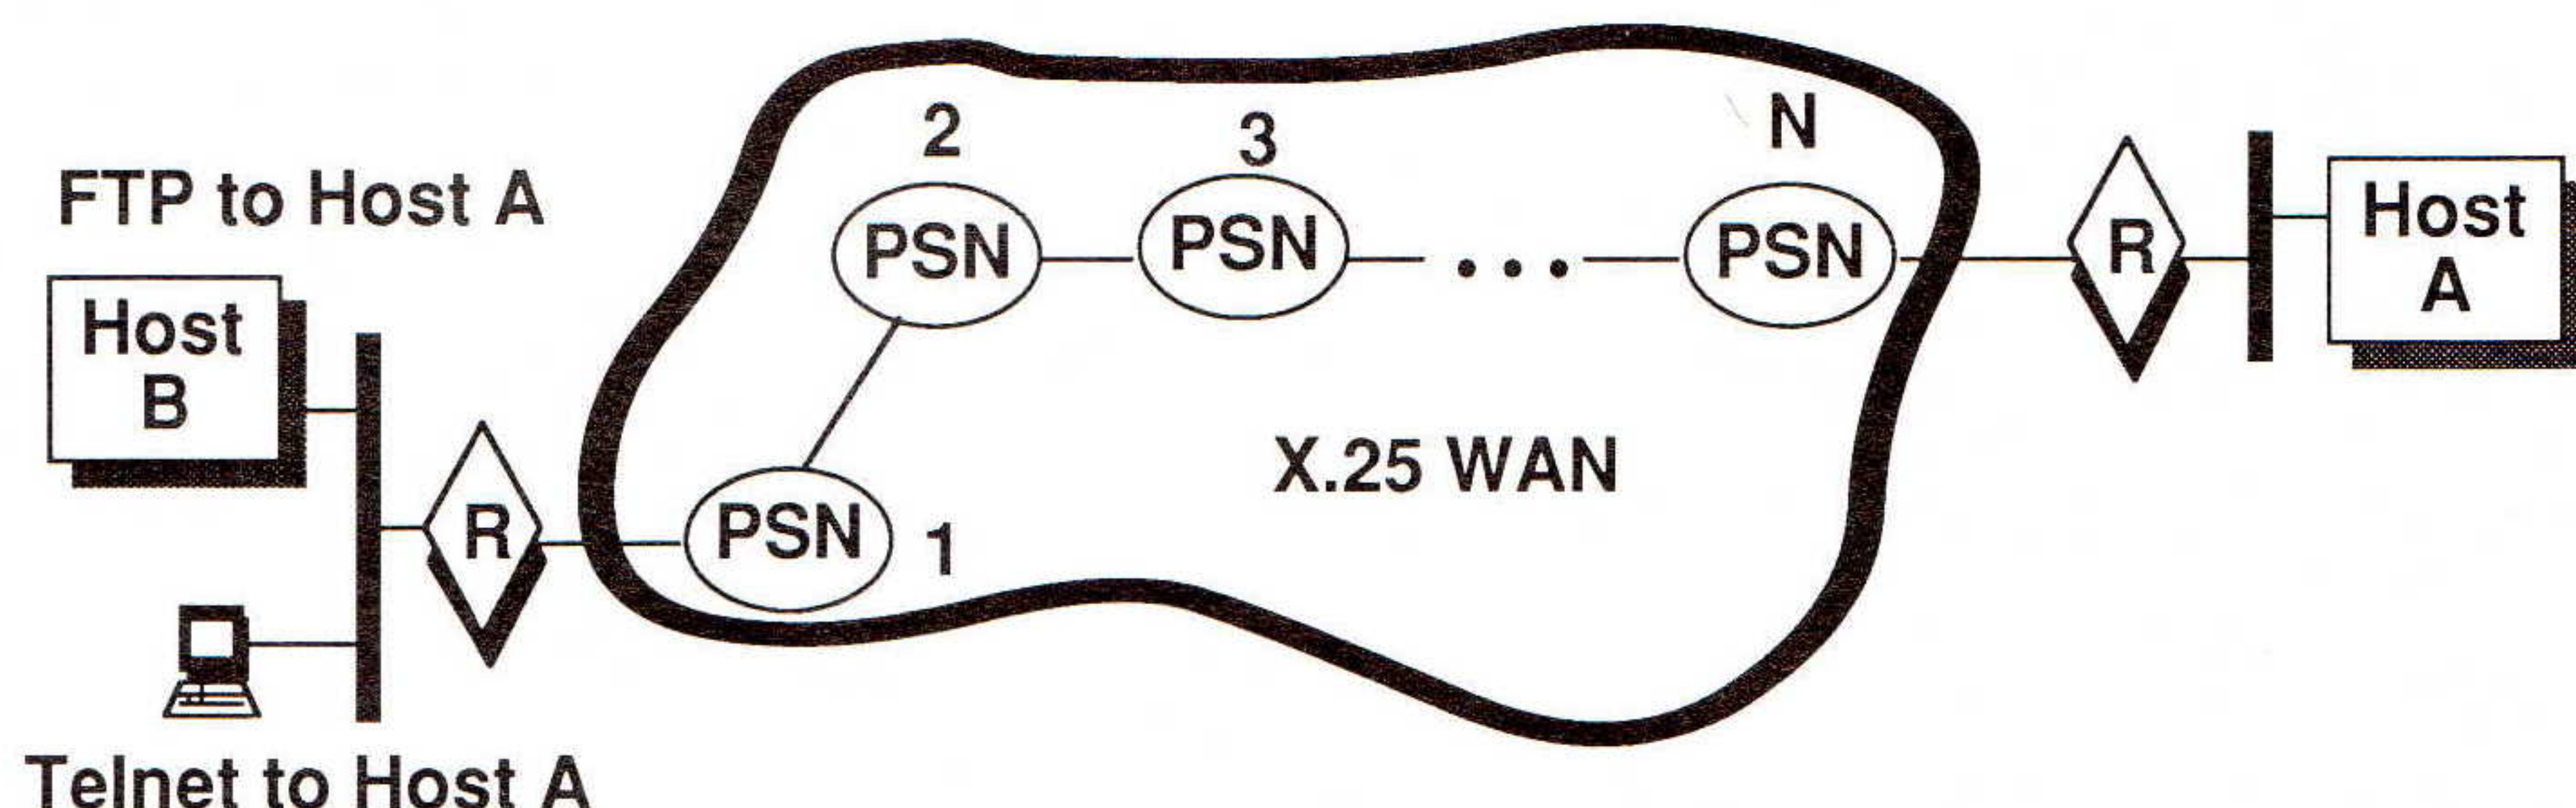 FTP to Host A
Host
B
R
Telnet to Host A
PSN
1
2
PSN
3
PSN
...
N
PSN
X.25 WAN
R
Host
A